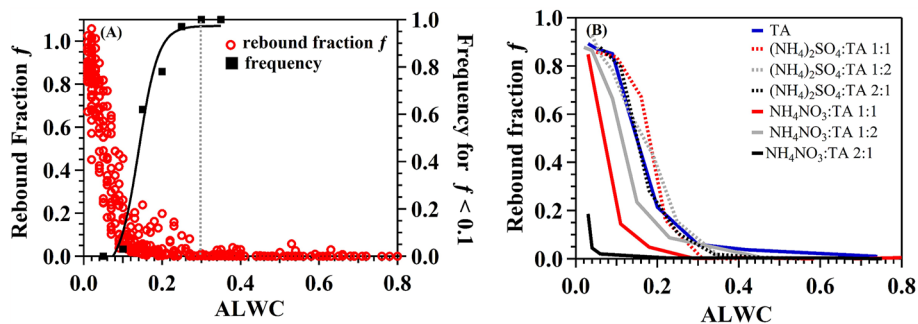 (A)
rebound fraction f
frequency
Rebound Fraction f
1.0
0.8
0.6
0.4
0.2
0.0
1.0
0.8
0.6
0.4
0.2
0.0
Frequency for f < 0.1
0.0 0.2 0.4 0.6 0.8
ALWC
(B)
TA
(NH4)2SO4:TA 1:1
(NH4)2SO4:TA 1:2
(NH4)2SO4:TA 2:1
NH4NO3:TA 1:1
NH4NO3:TA 1:2
NH4NO3:TA 2:1
Rebound fraction f
1.0
0.8
0.6
0.4
0.2
0.0
0.0 0.2 0.4 0.6 0.8
ALWC